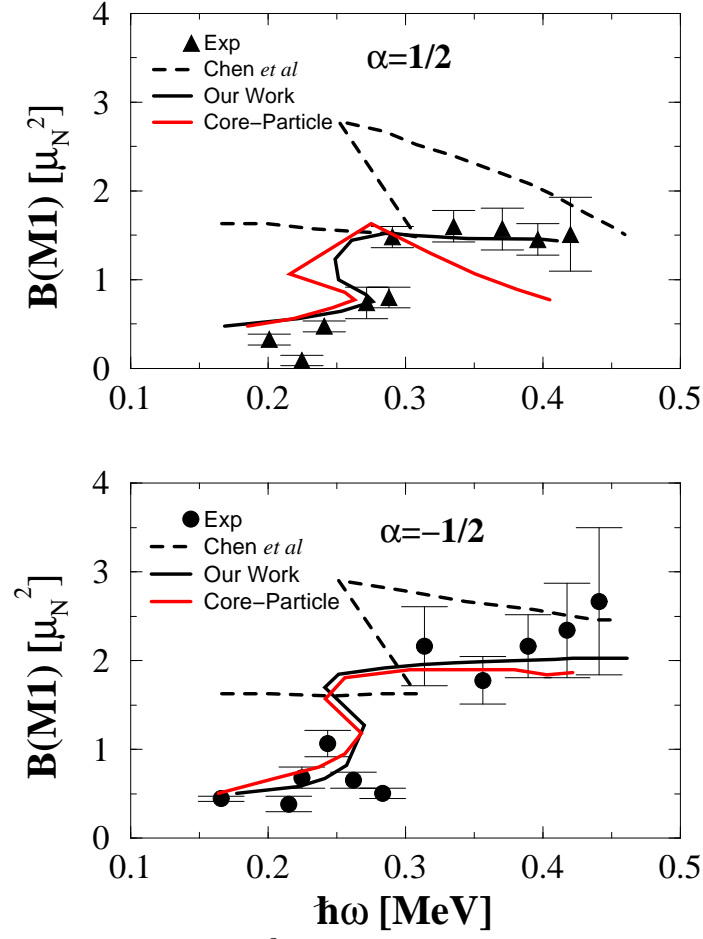 4
Exp
Chen et al
α=1/2
3
Our Work
Core−Particle
B(M1) [μN²]
2
1
0
0.1 0.2 0.3 0.4 0.5
4
Exp
α=−1/2
Chen et al
3
Our Work
Core−Particle
B(M1) [μN²]
2
1
0
0.1 0.2 0.3 0.4 0.5
ħω [MeV]